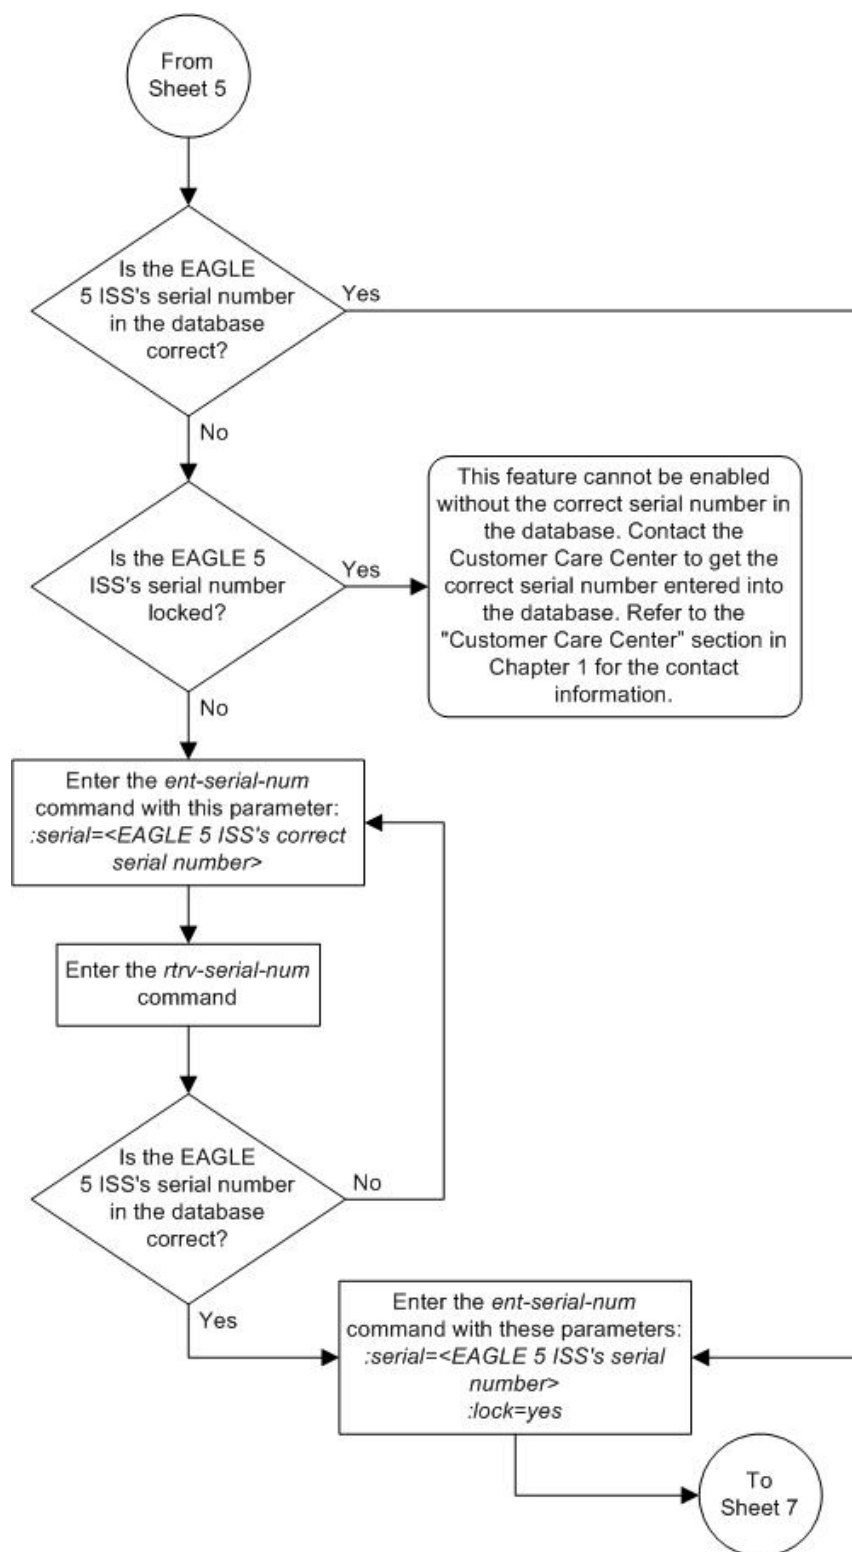 From
Sheet 5
Is the EAGLE
5 ISS's serial number
in the database
correct?
Yes
No
Is the EAGLE 5
ISS's serial number
locked?
Yes
This feature cannot be enabled
without the correct serial number in
the database. Contact the
Customer Care Center to get the
correct serial number entered into
the database. Refer to the
"Customer Care Center" section in
Chapter 1 for the contact
information.
No
Enter the ent-serial-num
command with this parameter:
:serial=<EAGLE 5 ISS's correct
serial number>
Enter the rtrv-serial-num
command
Is the EAGLE
5 ISS's serial number
in the database
correct?
No
Yes
Enter the ent-serial-num
command with these parameters:
:serial=<EAGLE 5 ISS's serial
number>
:lock=yes
To
Sheet 7